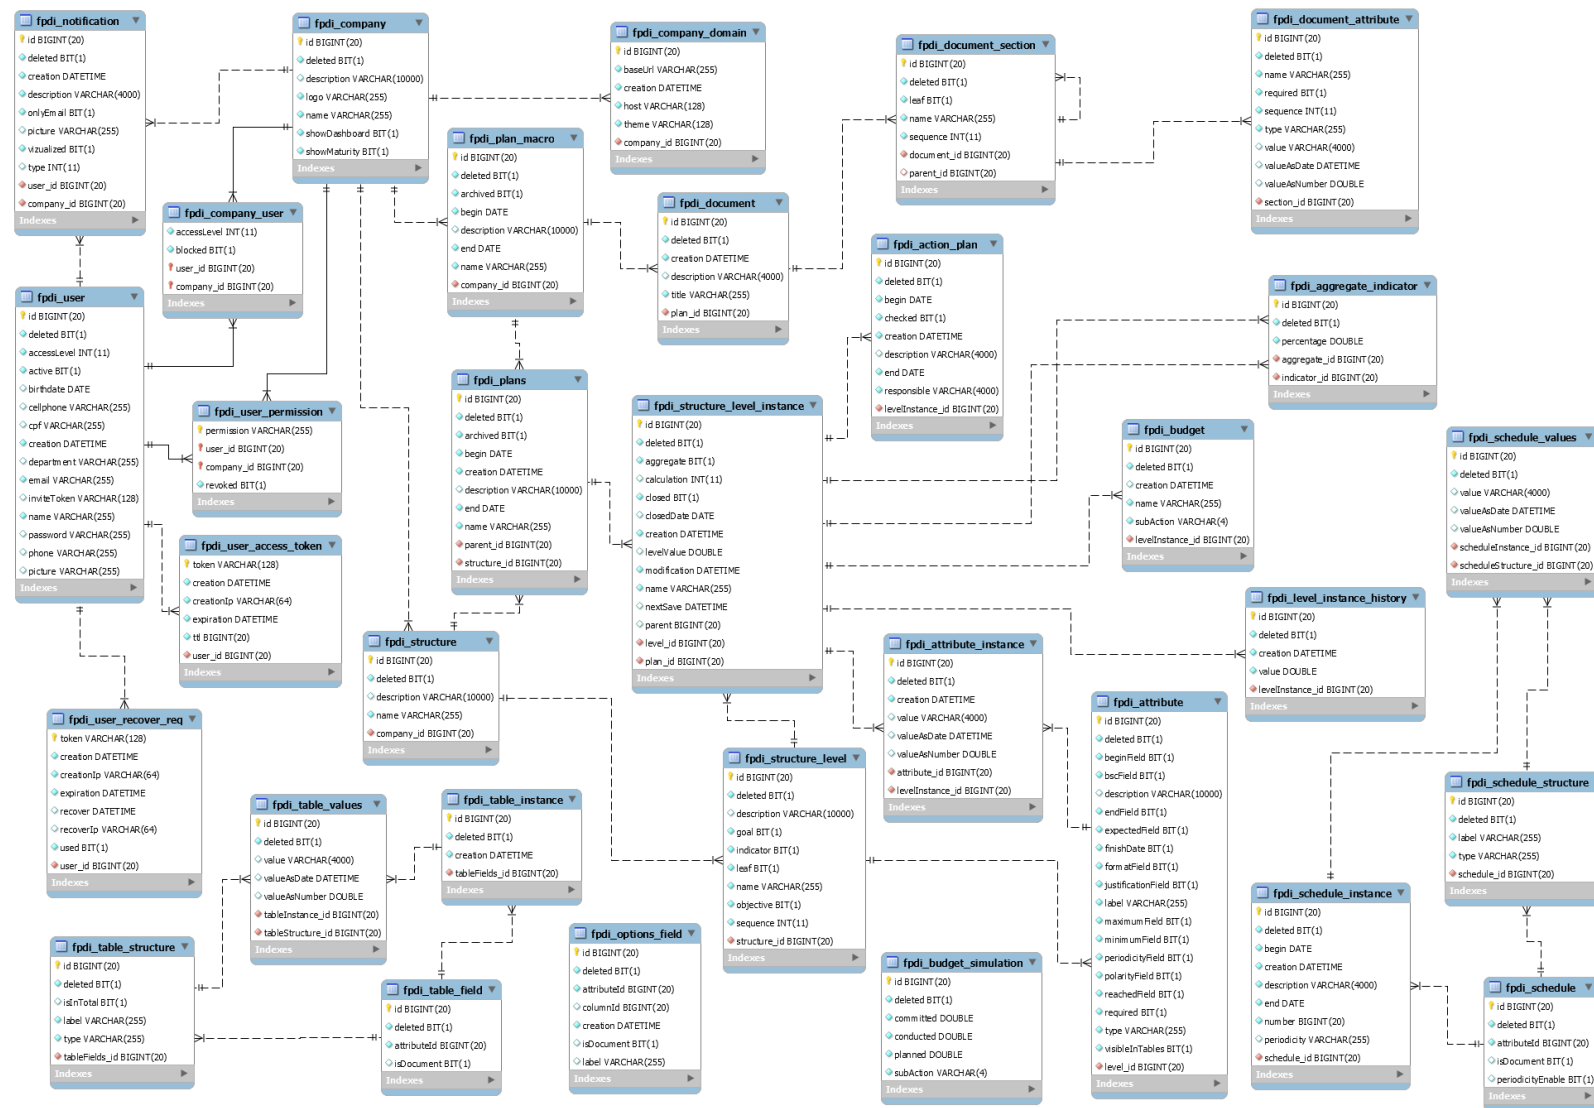 fpdi_notification
id BIGINT(20)
deleted BIT(1)
creation DATETIME
description VARCHAR(4000)
onlyEmail BIT(1)
picture VARCHAR(255)
vizualized BIT(1)
type INT(11)
user_id BIGINT(20)
company_id BIGINT(20)
Indexes
fpdi_company
id BIGINT(20)
deleted BIT(1)
description VARCHAR(10000)
logo VARCHAR(255)
name VARCHAR(255)
showDashboard BIT(1)
showMaturity BIT(1)
Indexes
fpdi_company_domain
id BIGINT(20)
baseUrl VARCHAR(255)
creation DATETIME
host VARCHAR(128)
theme VARCHAR(128)
company_id BIGINT(20)
Indexes
fpdi_document_section
id BIGINT(20)
deleted BIT(1)
leaf BIT(1)
name VARCHAR(255)
sequence INT(11)
document_id BIGINT(20)
parent_id BIGINT(20)
Indexes
fpdi_document_attribute
id BIGINT(20)
deleted BIT(1)
name VARCHAR(255)
required BIT(1)
sequence INT(11)
type VARCHAR(255)
value VARCHAR(4000)
valueAsDate DATETIME
valueAsNumber DOUBLE
section_id BIGINT(20)
Indexes
fpdi_company_user
accessLevel INT(11)
blocked BIT(1)
user_id BIGINT(20)
company_id BIGINT(20)
Indexes
fpdi_plan_macro
id BIGINT(20)
deleted BIT(1)
archived BIT(1)
begin DATE
description VARCHAR(10000)
end DATE
name VARCHAR(255)
company_id BIGINT(20)
Indexes
fpdi_document
id BIGINT(20)
deleted BIT(1)
creation DATETIME
description VARCHAR(4000)
title VARCHAR(255)
plan_id BIGINT(20)
Indexes
fpdi_action_plan
id BIGINT(20)
deleted BIT(1)
begin DATE
checked BIT(1)
creation DATETIME
description VARCHAR(4000)
end DATE
responsible VARCHAR(4000)
levelInstance_id BIGINT(20)
Indexes
fpdi_aggregate_indicator
id BIGINT(20)
deleted BIT(1)
percentage DOUBLE
aggregate_id BIGINT(20)
indicator_id BIGINT(20)
Indexes
fpdi_user
id BIGINT(20)
deleted BIT(1)
accessLevel INT(11)
active BIT(1)
birthdate DATE
cellphone VARCHAR(255)
cpf VARCHAR(255)
creation DATETIME
department VARCHAR(255)
email VARCHAR(255)
inviteToken VARCHAR(128)
name VARCHAR(255)
password VARCHAR(255)
phone VARCHAR(255)
picture VARCHAR(255)
Indexes
fpdi_user_permission
permission VARCHAR(255)
user_id BIGINT(20)
company_id BIGINT(20)
revoked BIT(1)
Indexes
fpdi_user_access_token
token VARCHAR(128)
creation DATETIME
creationIp VARCHAR(64)
expiration DATETIME
ttl BIGINT(20)
user_id BIGINT(20)
Indexes
fpdi_plans
id BIGINT(20)
deleted BIT(1)
archived BIT(1)
begin DATE
creation DATETIME
description VARCHAR(10000)
end DATE
name VARCHAR(255)
parent_id BIGINT(20)
structure_id BIGINT(20)
Indexes
fpdi_structure_level_instance
id BIGINT(20)
deleted BIT(1)
aggregate BIT(1)
calculation INT(11)
closed BIT(1)
closedDate DATE
creation DATETIME
levelValue DOUBLE
modification DATETIME
name VARCHAR(255)
nextSave DATETIME
parent BIGINT(20)
level_id BIGINT(20)
plan_id BIGINT(20)
Indexes
fpdi_budget
id BIGINT(20)
deleted BIT(1)
creation DATETIME
name VARCHAR(255)
subAction VARCHAR(4)
levelInstance_id BIGINT(20)
Indexes
fpdi_schedule_values
id BIGINT(20)
deleted BIT(1)
value VARCHAR(4000)
valueAsDate DATETIME
valueAsNumber DOUBLE
scheduleInstance_id BIGINT(20)
scheduleStructure_id BIGINT(20)
Indexes
fpdi_level_instance_history
id BIGINT(20)
deleted BIT(1)
creation DATETIME
value DOUBLE
levelInstance_id BIGINT(20)
Indexes
fpdi_structure
id BIGINT(20)
deleted BIT(1)
description VARCHAR(10000)
name VARCHAR(255)
company_id BIGINT(20)
Indexes
fpdi_attribute_instance
id BIGINT(20)
deleted BIT(1)
creation DATETIME
value VARCHAR(4000)
valueAsDate DATETIME
valueAsNumber DOUBLE
attribute_id BIGINT(20)
levelInstance_id BIGINT(20)
Indexes
fpdi_attribute
id BIGINT(20)
deleted BIT(1)
beginField BIT(1)
bscField BIT(1)
description VARCHAR(10000)
endField BIT(1)
expectedField BIT(1)
finishDate BIT(1)
formatField BIT(1)
justificationField BIT(1)
label VARCHAR(255)
maximumField BIT(1)
minimumField BIT(1)
periodicityField BIT(1)
polarityField BIT(1)
reachedField BIT(1)
required BIT(1)
type VARCHAR(255)
visibleInTables BIT(1)
level_id BIGINT(20)
Indexes
fpdi_user_recover_req
token VARCHAR(128)
creation DATETIME
creationIp VARCHAR(64)
expiration DATETIME
recover DATETIME
recoverIp VARCHAR(64)
used BIT(1)
user_id BIGINT(20)
Indexes
fpdi_table_values
id BIGINT(20)
deleted BIT(1)
value VARCHAR(4000)
valueAsDate DATETIME
valueAsNumber DOUBLE
tableInstance_id BIGINT(20)
tableStructure_id BIGINT(20)
Indexes
fpdi_table_instance
id BIGINT(20)
deleted BIT(1)
creation DATETIME
tableFields_id BIGINT(20)
Indexes
fpdi_structure_level
id BIGINT(20)
deleted BIT(1)
description VARCHAR(10000)
goal BIT(1)
indicator BIT(1)
leaf BIT(1)
name VARCHAR(255)
objective BIT(1)
sequence INT(11)
structure_id BIGINT(20)
Indexes
fpdi_schedule_structure
id BIGINT(20)
deleted BIT(1)
label VARCHAR(255)
type VARCHAR(255)
schedule_id BIGINT(20)
Indexes
fpdi_schedule_instance
id BIGINT(20)
deleted BIT(1)
begin DATE
creation DATETIME
description VARCHAR(4000)
end DATE
number BIGINT(20)
periodicity VARCHAR(255)
schedule_id BIGINT(20)
Indexes
fpdi_table_structure
id BIGINT(20)
deleted BIT(1)
isInTotal BIT(1)
label VARCHAR(255)
type VARCHAR(255)
tableFields_id BIGINT(20)
Indexes
fpdi_table_field
id BIGINT(20)
deleted BIT(1)
attributeId BIGINT(20)
isDocument BIT(1)
Indexes
fpdi_options_field
id BIGINT(20)
deleted BIT(1)
attributeId BIGINT(20)
columnId BIGINT(20)
creation DATETIME
isDocument BIT(1)
label VARCHAR(255)
Indexes
fpdi_budget_simulation
id BIGINT(20)
deleted BIT(1)
committed DOUBLE
conducted DOUBLE
planned DOUBLE
subAction VARCHAR(4)
Indexes
fpdi_schedule
id BIGINT(20)
deleted BIT(1)
attributeId BIGINT(20)
isDocument BIT(1)
periodicityEnable BIT(1)
Indexes